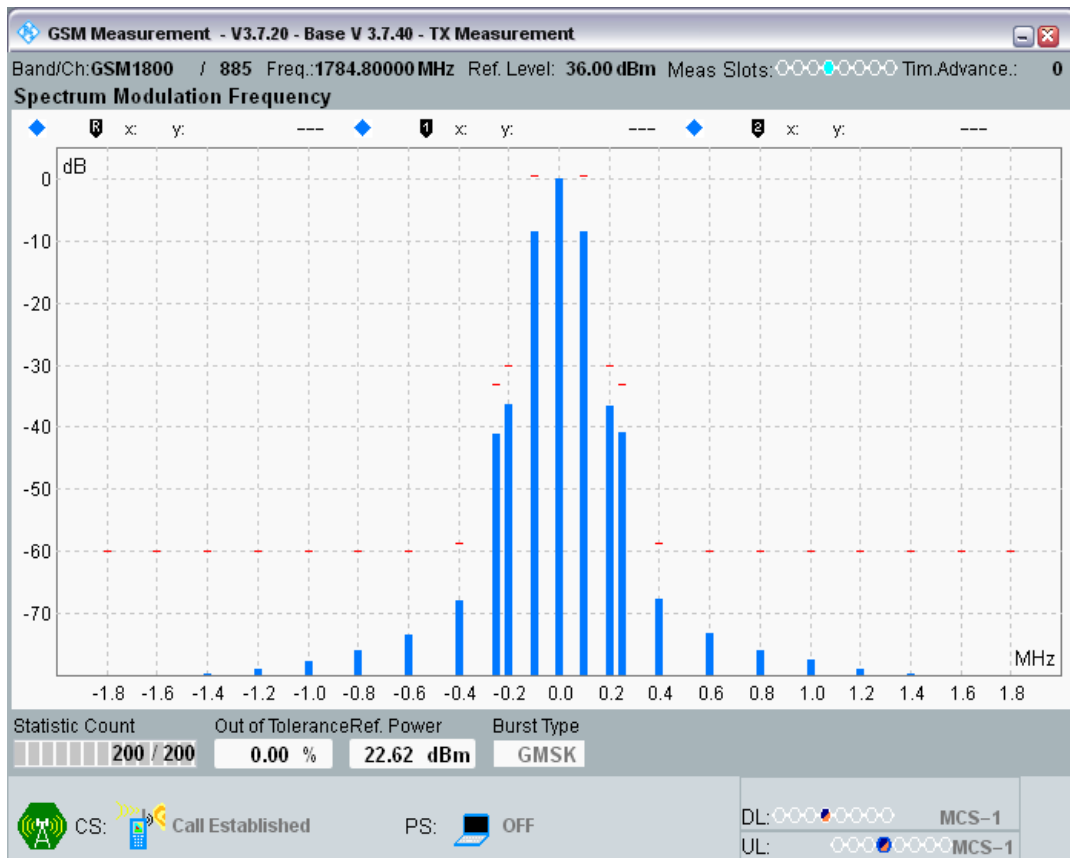 GSM Measurement - V3.7.20 - Base V 3.7.40 - TX Measurement
Band/Ch:GSM1800 / 885 Freq.:1784.80000 MHz Ref. Level: 36.00 dBm Meas Slots: Tim.Advance.: 0
Spectrum Modulation Frequency
R x: y: --- 1 x: y: --- 2 x: y: ---
dB
0
-10
-20
-30
-40
-50
-60
-70
MHz
-1.8 -1.6 -1.4 -1.2 -1.0 -0.8 -0.6 -0.4 -0.2 0.0 0.2 0.4 0.6 0.8 1.0 1.2 1.4 1.6 1.8
Statistic Count Out of Tolerance Ref. Power Burst Type
200 / 200 0.00 % 22.62 dBm GMSK
CS: Call Established PS: OFF
DL: MCS-1
UL: MCS-1